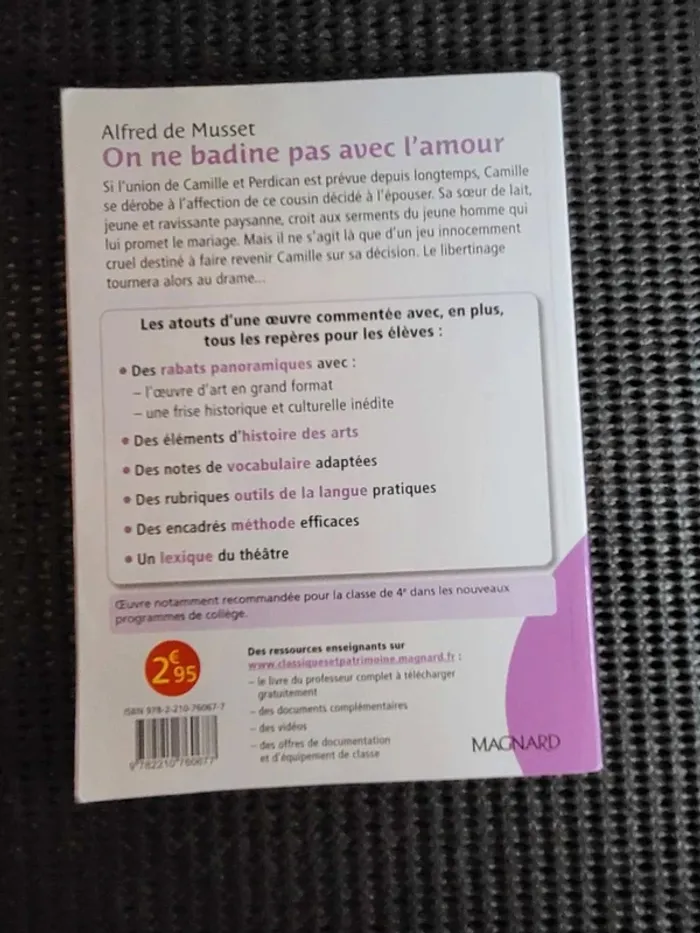 Alfred de Musset
On ne badine pas avec l'amour
Si l'union de Camille et Perdican est prévue depuis longtemps, Camille
se dérobe à l'affection de ce cousin décidé à l'épouser. Sa sœur de lait,
jeune et ravissante paysanne, croit aux serments du jeune homme qui
lui promet le mariage. Mais il ne s'agit là que d'un jeu innocemment
cruel destiné à faire revenir Camille sur sa décision. Le libertinage
tournera alors au drame...
Les atouts d'une œuvre commentée avec, en plus,
tous les repères pour les élèves :
• Des rabats panoramiques avec :
– l'œuvre d'art en grand format
– une frise historique et culturelle inédite
• Des éléments d'histoire des arts
• Des notes de vocabulaire adaptées
• Des rubriques outils de la langue pratiques
• Des encadrés méthode efficaces
• Un lexique du théâtre
Œuvre notamment recommandée pour la classe de 4e dans les nouveaux
programmes de collège.
2€95
Des ressources enseignants sur
www.classiquesetpatrimoine.magnard.fr :
– le livre du professeur complet à télécharger
gratuitement
– des documents complémentaires
– des vidéos
– des offres de documentation
et d'équipement de classe
ISBN 978-2-210-76067-7
9782210760677
MAGNARD